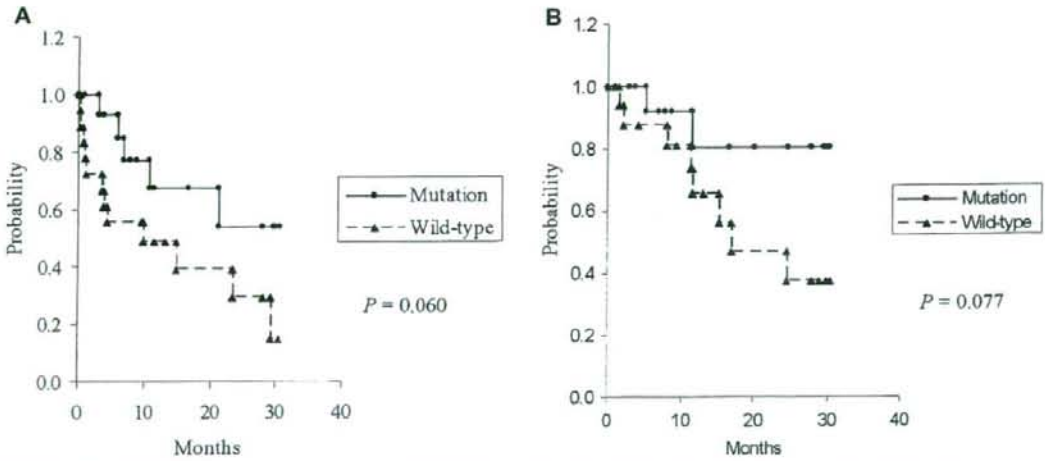 A
1.2
1.0
0.8
0.6
0.4
0.2
0.0
Probability
0 10 20 30 40
Months
Mutation
Wild-type
P = 0.060
B
1.2
1.0
0.8
0.6
0.4
0.2
0.0
Probability
0 10 20 30 40
Months
Mutation
Wild-type
P = 0.077